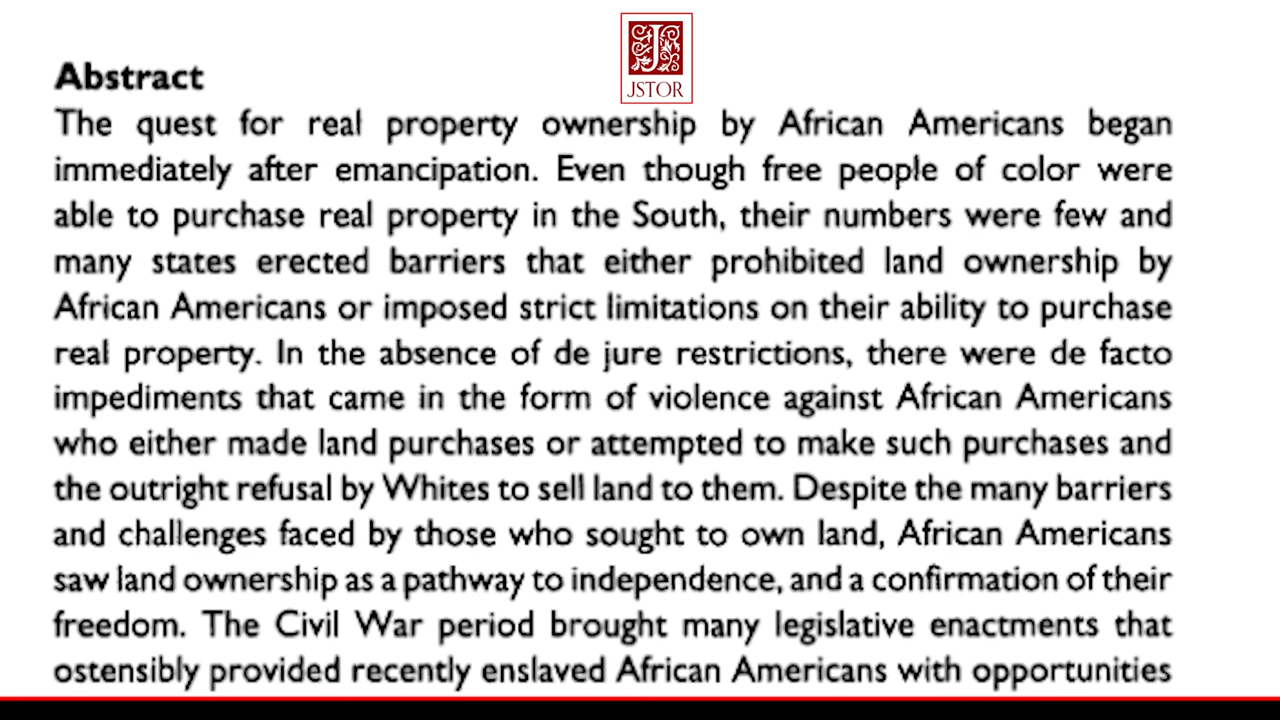 JSTOR
Abstract
The quest for real property ownership by African Americans began
immediately after emancipation. Even though free people of color were
able to purchase real property in the South, their numbers were few and
many states erected barriers that either prohibited land ownership by
African Americans or imposed strict limitations on their ability to purchase
real property. In the absence of de jure restrictions, there were de facto
impediments that came in the form of violence against African Americans
who either made land purchases or attempted to make such purchases and
the outright refusal by Whites to sell land to them. Despite the many barriers
and challenges faced by those who sought to own land, African Americans
saw land ownership as a pathway to independence, and a confirmation of their
freedom. The Civil War period brought many legislative enactments that
ostensibly provided recently enslaved African Americans with opportunities